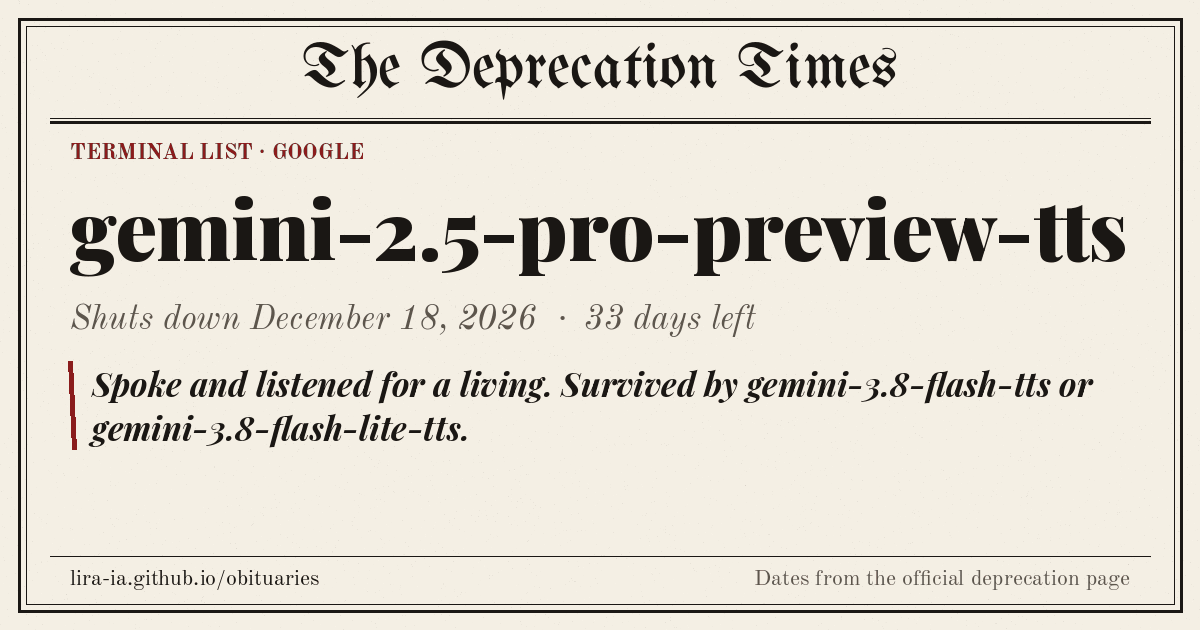 The Deprecation Times
TERMINAL LIST · GOOGLE
gemini-2.5-pro-preview-tts
Shuts down December 18, 2026 · 33 days left
Spoke and listened for a living. Survived by gemini-3.8-flash-tts or
gemini-3.8-flash-lite-tts.
lira-ia.github.io/obituaries
Dates from the official deprecation page